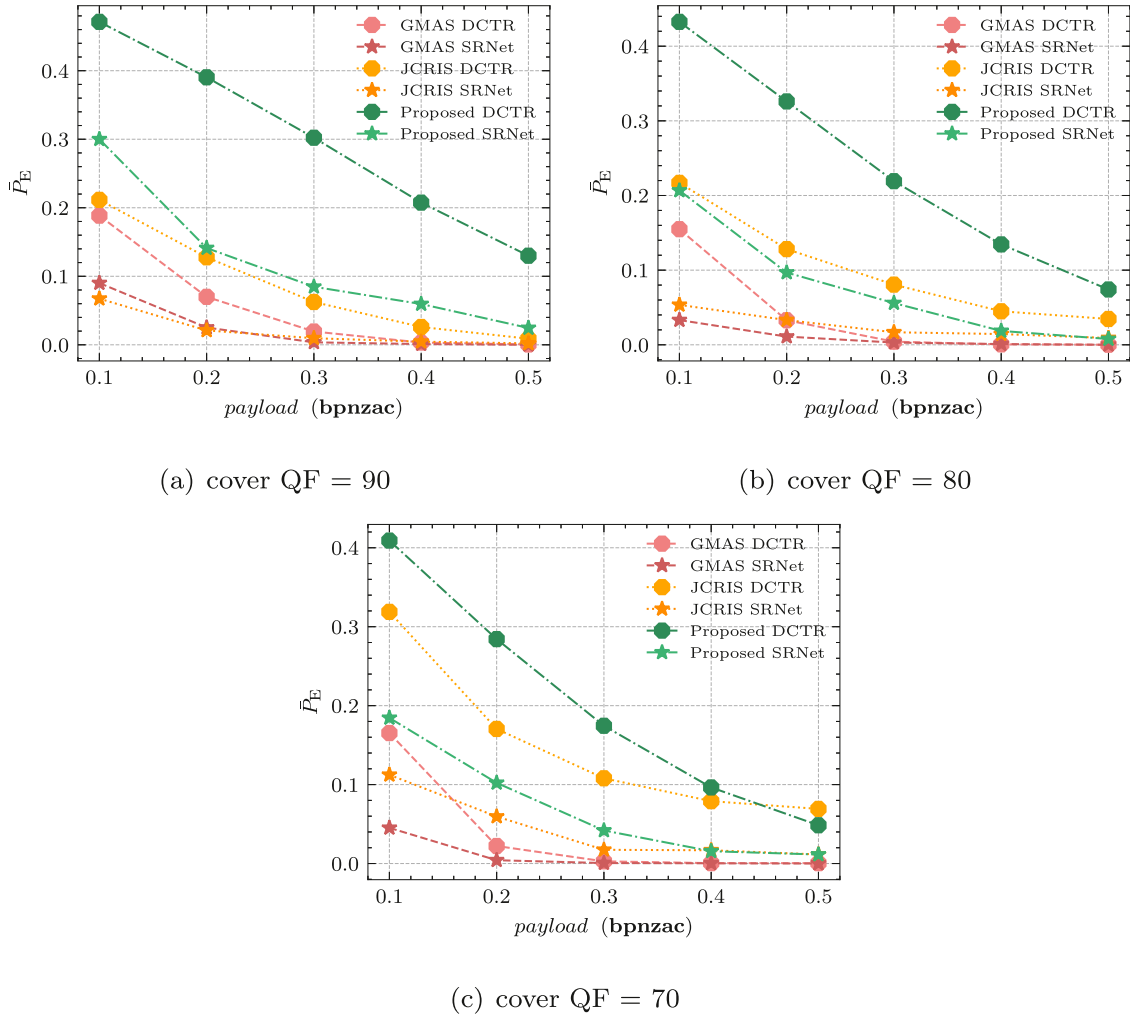 GMAS DCTR
GMAS SRNet
JCRIS DCTR
JCRIS SRNet
Proposed DCTR
Proposed SRNet
0.4
0.3
0.2
0.1
0.0
P̄E
0.1 0.2 0.3 0.4 0.5
payload (bpnzac)
(a) cover QF = 90
GMAS DCTR
GMAS SRNet
JCRIS DCTR
JCRIS SRNet
Proposed DCTR
Proposed SRNet
0.4
0.3
0.2
0.1
0.0
P̄E
0.1 0.2 0.3 0.4 0.5
payload (bpnzac)
(b) cover QF = 80
GMAS DCTR
GMAS SRNet
JCRIS DCTR
JCRIS SRNet
Proposed DCTR
Proposed SRNet
0.4
0.3
0.2
0.1
0.0
P̄E
0.1 0.2 0.3 0.4 0.5
payload (bpnzac)
(c) cover QF = 70